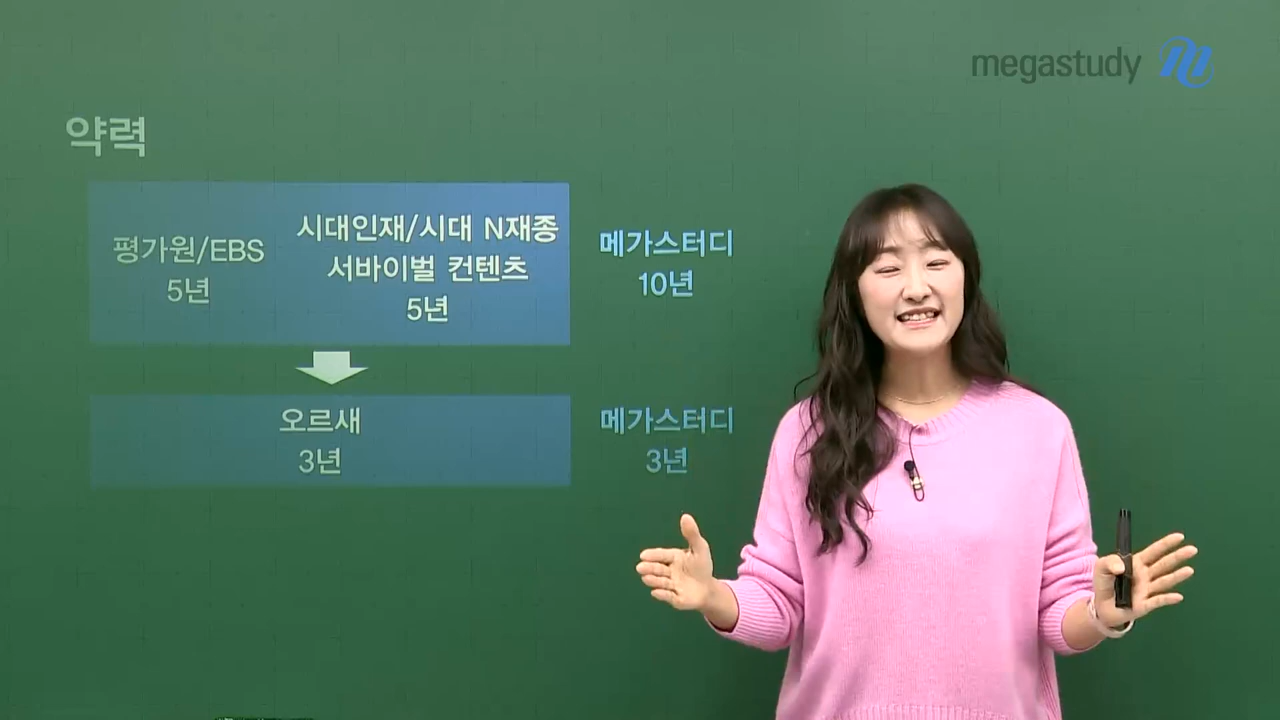 megastudy
약력
평가원/EBS
5년
시대인재/시대 N재종
서바이벌 컨텐츠
5년
메가스터디
10년
오르새
3년
메가스터디
3년